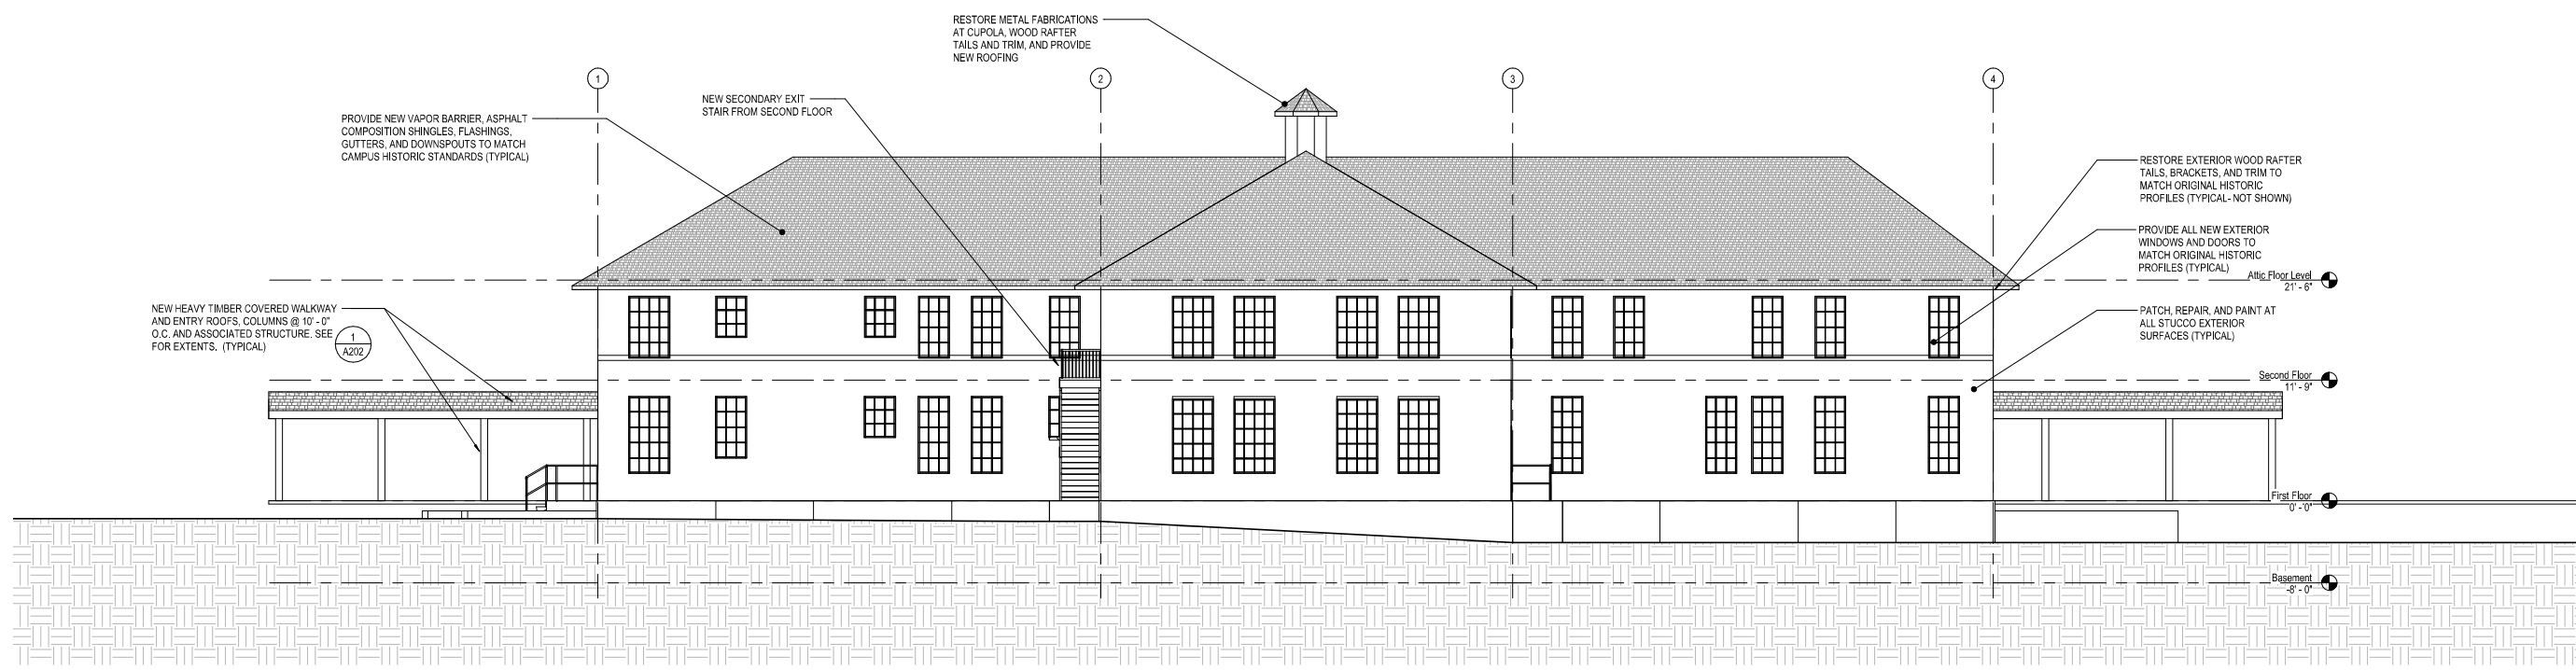 RESTORE METAL FABRICATIONS
AT CUPOLA, WOOD RAFTER
TAILS AND TRIM, AND PROVIDE
NEW ROOFING
1
2
3
4
NEW SECONDARY EXIT
STAIR FROM SECOND FLOOR
PROVIDE NEW VAPOR BARRIER, ASPHALT
COMPOSITION SHINGLES, FLASHINGS,
GUTTERS, AND DOWNSPOUTS TO MATCH
CAMPUS HISTORIC STANDARDS (TYPICAL)
RESTORE EXTERIOR WOOD RAFTER
TAILS, BRACKETS, AND TRIM TO
MATCH ORIGINAL HISTORIC
PROFILES (TYPICAL- NOT SHOWN)
PROVIDE ALL NEW EXTERIOR
WINDOWS AND DOORS TO
MATCH ORIGINAL HISTORIC
PROFILES (TYPICAL)
Attic Floor Level
21' - 6"
NEW HEAVY TIMBER COVERED WALKWAY
AND ENTRY ROOFS, COLUMNS @ 10' - 0"
O.C. AND ASSOCIATED STRUCTURE. SEE
FOR EXTENTS. (TYPICAL)
1
A202
PATCH, REPAIR, AND PAINT AT
ALL STUCCO EXTERIOR
SURFACES (TYPICAL)
Second Floor
11' - 9"
First Floor
0' - 0"
Basement
-8' - 0"